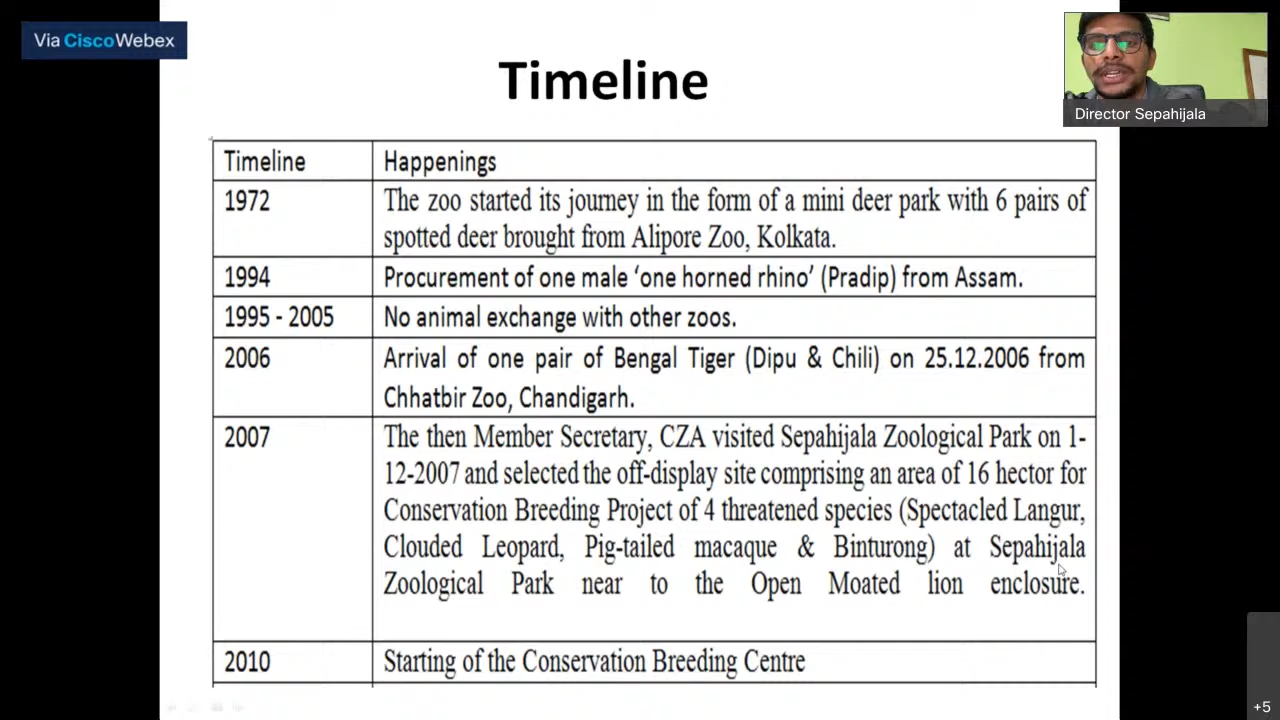 Via Cisco Webex
Director Sepahijala
Timeline
Timeline Happenings
1972 The zoo started its journey in the form of a mini deer park with 6 pairs of
spotted deer brought from Alipore Zoo, Kolkata.
1994 Procurement of one male ‘one horned rhino’ (Pradip) from Assam.
1995 - 2005 No animal exchange with other zoos.
2006 Arrival of one pair of Bengal Tiger (Dipu & Chili) on 25.12.2006 from
Chhatbir Zoo, Chandigarh.
2007 The then Member Secretary, CZA visited Sepahijala Zoological Park on 1-
12-2007 and selected the off-display site comprising an area of 16 hector for
Conservation Breeding Project of 4 threatened species (Spectacled Langur,
Clouded Leopard, Pig-tailed macaque & Binturong) at Sepahijala
Zoological Park near to the Open Moated lion enclosure.
2010 Starting of the Conservation Breeding Centre
+5